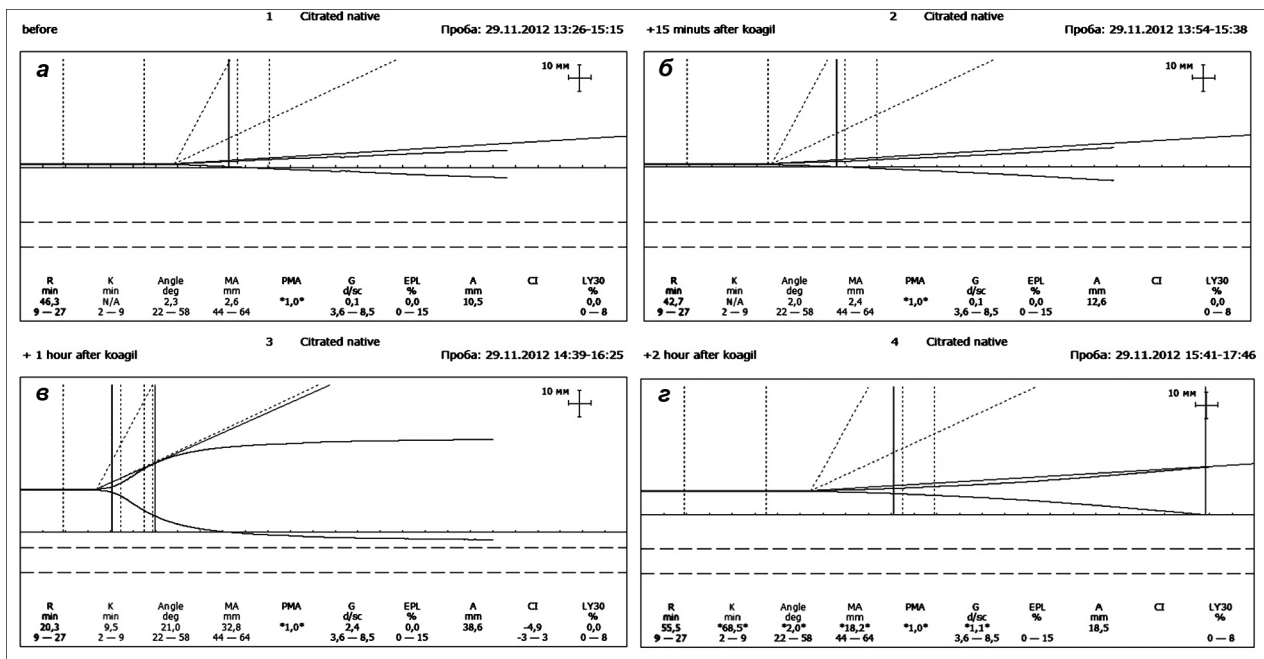 1 Citrated native
before Проба: 29.11.2012 13:26-15:15
а 10 мм
R K Angle MA PMA G EPL A CI LY30
min min deg mm d/sc % mm %
46,3 N/A 2,3 2,6 *1,0* 0,1 0,0 10,5 0,0
9 — 27 2 — 9 22 — 58 44 — 64 3,6 — 8,5 0 — 15 0 — 8
2 Citrated native
+15 minuts after koagil Проба: 29.11.2012 13:54-15:38
б 10 мм
R K Angle MA PMA G EPL A CI LY30
min min deg mm d/sc % mm %
42,7 N/A 2,0 2,4 *1,0* 0,1 0,0 12,6 0,0
9 — 27 2 — 9 22 — 58 44 — 64 3,6 — 8,5 0 — 15 0 — 8
3 Citrated native
+ 1 hour after koagil Проба: 29.11.2012 14:39-16:25
в 10 мм
R K Angle MA PMA G EPL A CI LY30
min min deg mm d/sc % mm %
20,3 9,5 21,0 32,8 *1,0* 2,4 0,0 38,6 -4,9 0,0
9 — 27 2 — 9 22 — 58 44 — 64 3,6 — 8,5 0 — 15 -3 — 3 0 — 8
4 Citrated native
+2 hour after koagil Проба: 29.11.2012 15:41-17:46
г 10 мм
R K Angle MA PMA G EPL A CI LY30
min min deg mm d/sc % mm %
55,5 *68,5* *2,0* *18,2* *1,0* *1,1* 18,5
9 — 27 2 — 9 22 — 58 44 — 64 3,6 — 8,5 0 — 15 0 — 8